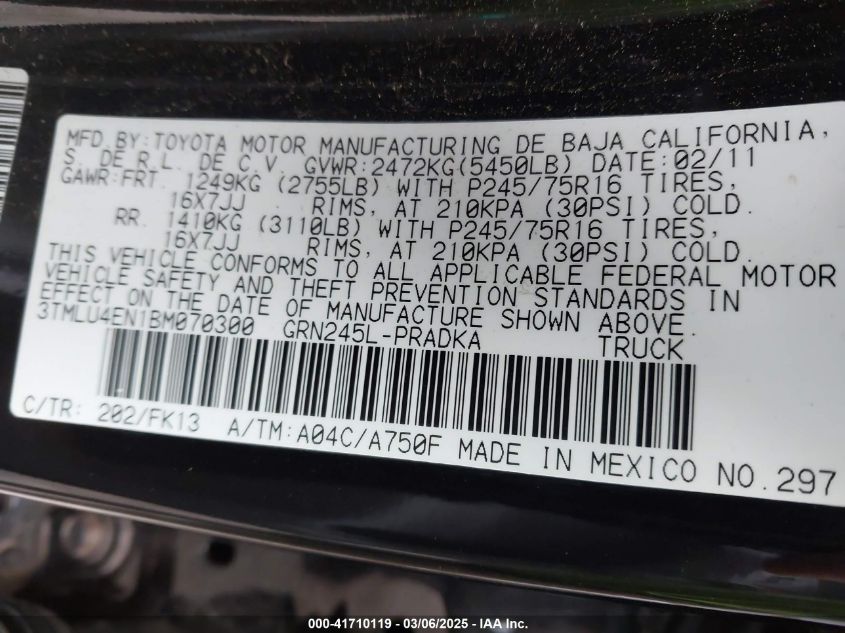 MFD.BY:TOYOTA MOTOR MANUFACTURING DE BAJA CALIFORNIA,
S. DE R.L. DE C.V. GVWR:2472KG(5450LB) DATE:02/11
GAWR:FRT. 1249KG (2755LB) WITH P245/75R16 TIRES,
16X7JJ RIMS, AT 210KPA (30PSI) COLD.
RR. 1410KG (3110LB) WITH P245/75R16 TIRES,
16X7JJ RIMS, AT 210KPA (30PSI) COLD.
THIS VEHICLE CONFORMS TO ALL APPLICABLE FEDERAL MOTOR
VEHICLE SAFETY AND THEFT PREVENTION STANDARDS IN
EFFECT ON THE DATE OF MANUFACTURE SHOWN ABOVE.
3TMLU4EN1BM070300 GRN245L-PRADKA TRUCK
C/TR: 202/FK13 A/TM:A04C/A750F MADE IN MEXICO NO.297
000-41710119 — 03/06/2025 — IAAI Inc.